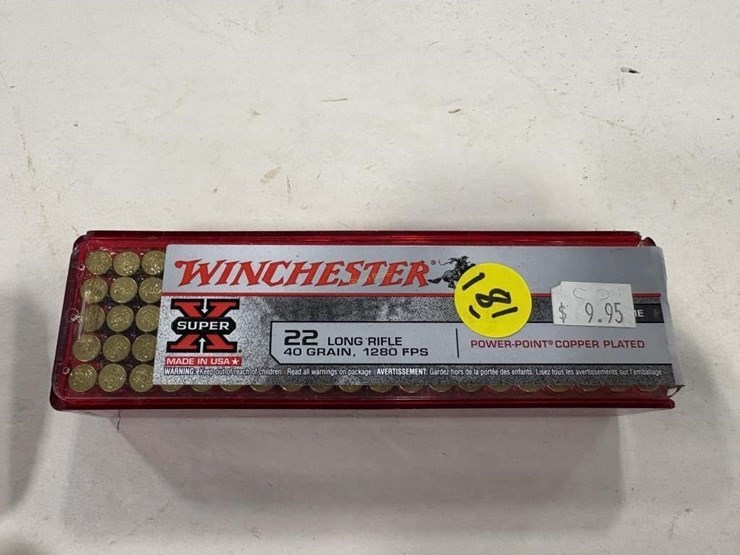 WINCHESTER®
181
$ 9.95
SUPER X
22 LONG RIFLE
40 GRAIN, 1280 FPS
POWER-POINT® COPPER PLATED
MADE IN USA★
WARNING: Keep out of reach of children. Read all warnings on package. AVERTISSEMENT: Gardez hors de la portée des enfants. Lisez tous les avertissements sur l'emballage